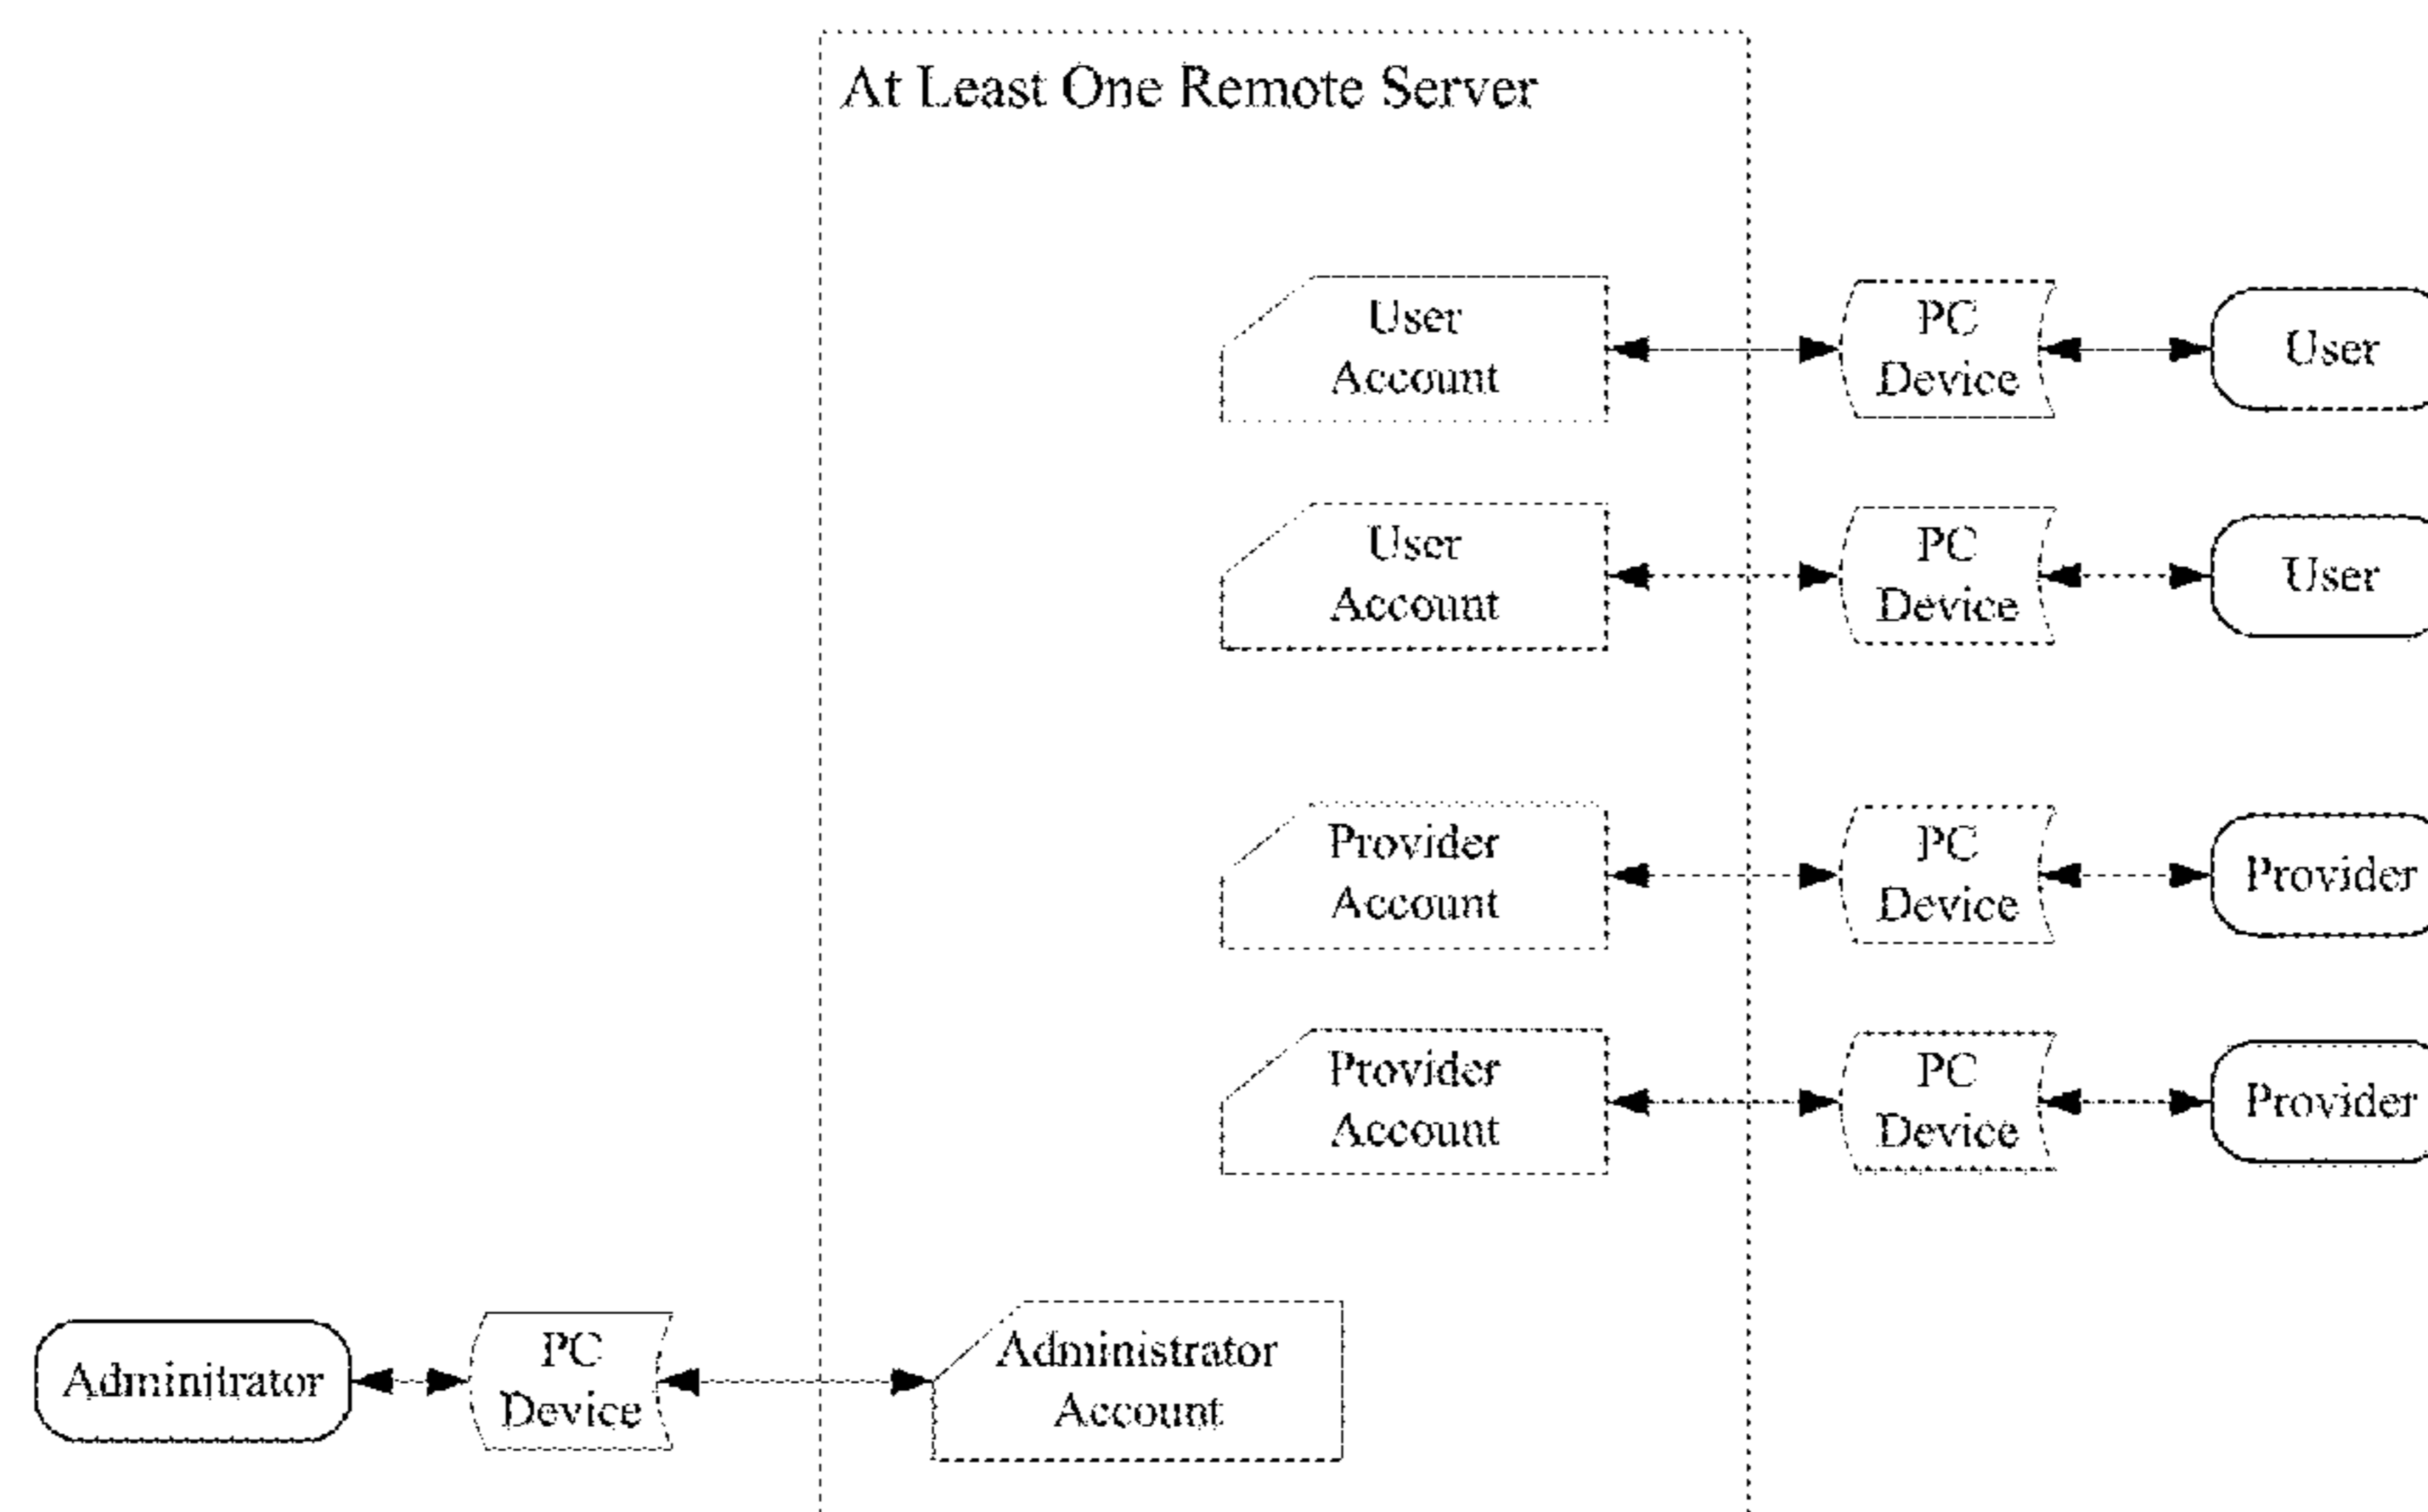 At Least One Remote Server
User
Account
PC
Device
User
User
Account
PC
Device
User
Provider
Account
PC
Device
Provider
Provider
Account
PC
Device
Provider
Adminitrator
PC
Device
Administrator
Account